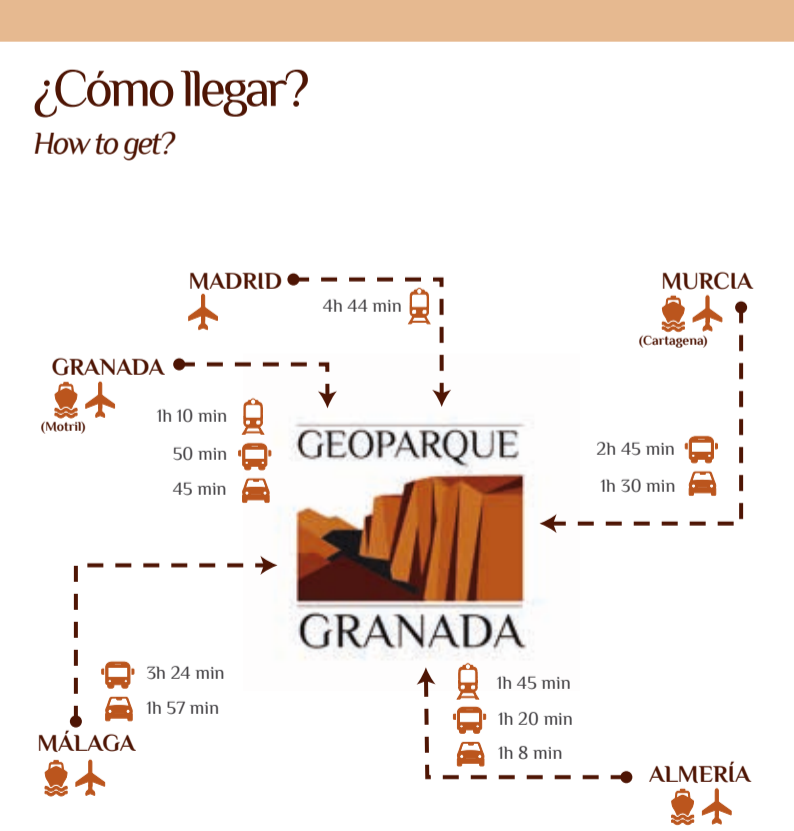 ¿Cómo llegar?
How to get?
MADRID
4h 44 min
MURCIA
(Cartagena)
GRANADA
(Motril)
1h 10 min
50 min
45 min
GEOPARQUE
GRANADA
2h 45 min
1h 30 min
3h 24 min
1h 57 min
MÁLAGA
1h 45 min
1h 20 min
1h 8 min
ALMERÍA